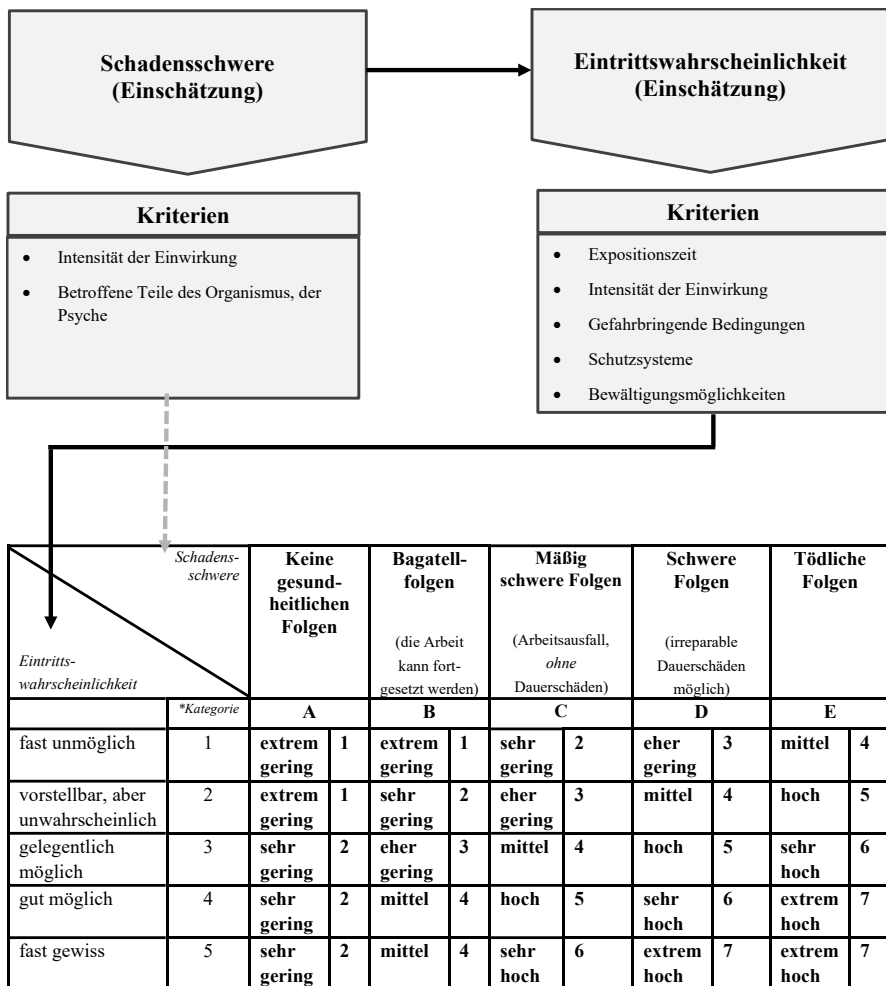 Schadensschwere
(Einschätzung)
Eintrittswahrscheinlichkeit
(Einschätzung)
Kriterien
• Intensität der Einwirkung
• Betroffene Teile des Organismus, der
Psyche
Kriterien
• Expositionszeit
• Intensität der Einwirkung
• Gefahrbringende Bedingungen
• Schutzsysteme
• Bewältigungsmöglichkeiten
Schadens-
schwere
Eintritts-
wahrscheinlichkeit
Keine
gesund-
heitlichen
Folgen
Bagatell-
folgen
(die Arbeit
kann fort-
gesetzt werden)
Mäßig
schwere Folgen
(Arbeitsausfall,
ohne
Dauerschäden)
Schwere
Folgen
(irreparable
Dauerschäden
möglich)
Tödliche
Folgen
*Kategorie A B C D E
fast unmöglich 1 extrem 1 extrem 1 sehr 2 eher 3 mittel 4
gering gering gering gering
vorstellbar, aber 2 extrem 1 sehr 2 eher 3 mittel 4 hoch 5
unwahrscheinlich gering gering gering
gelegentlich 3 sehr 2 eher 3 mittel 4 hoch 5 sehr 6
möglich gering gering hoch
gut möglich 4 sehr 2 mittel 4 hoch 5 sehr 6 extrem 7
gering hoch hoch
fast gewiss 5 sehr 2 mittel 4 sehr 6 extrem 7 extrem 7
gering hoch hoch hoch